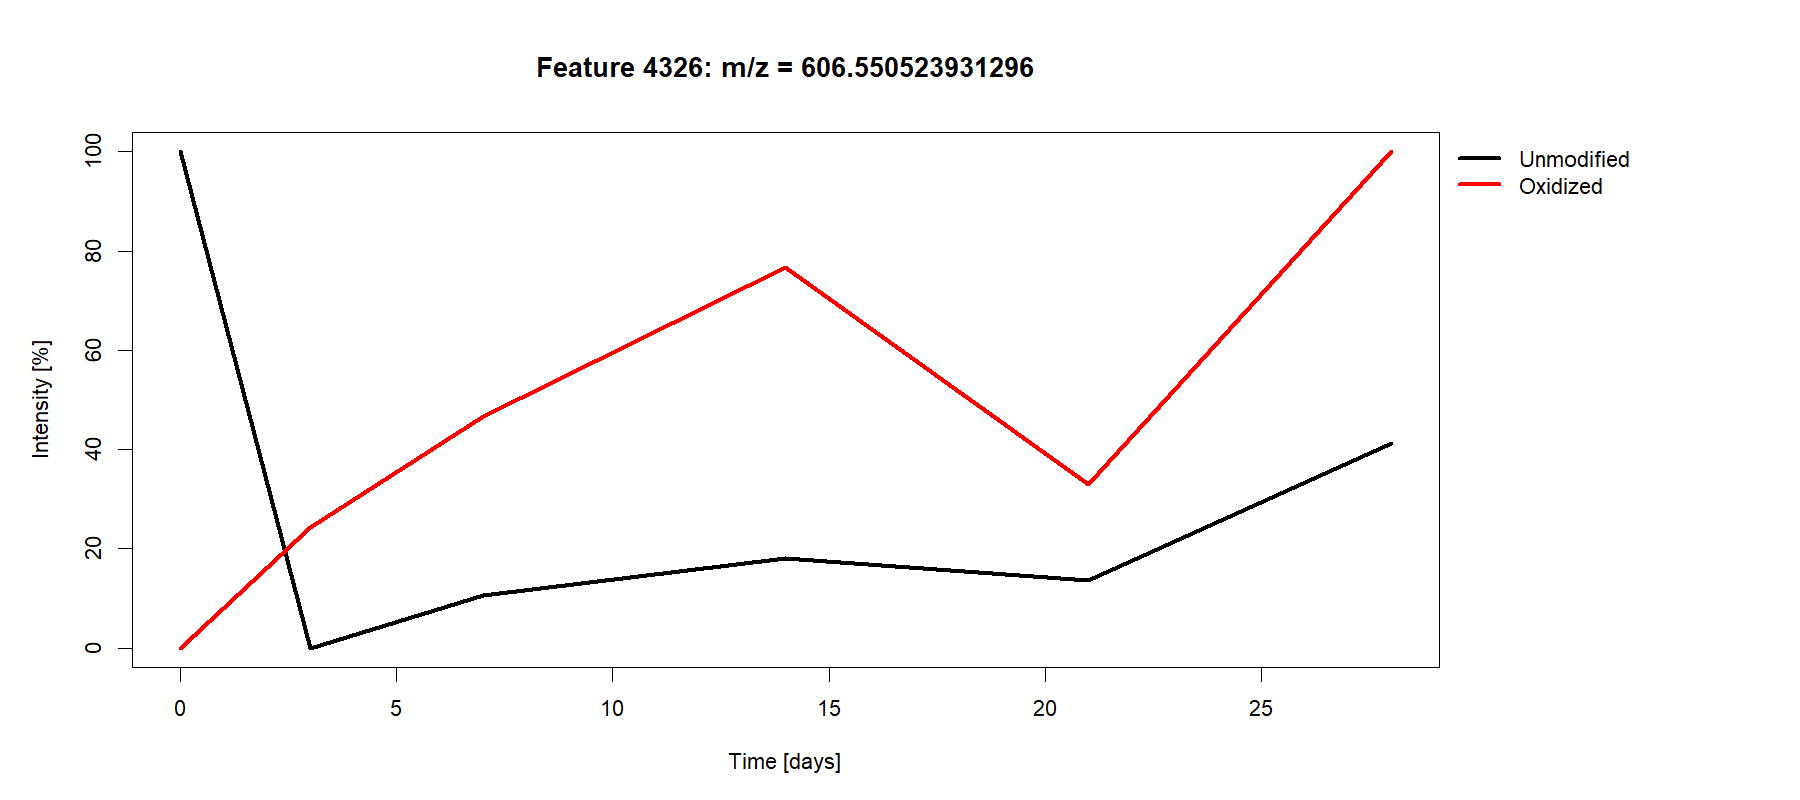 Feature 4326: m/z = 606.550523931296
Unmodified
Oxidized
100
80
60
40
20
0
Intensity [%]
0 5 10 15 20 25
Time [days]